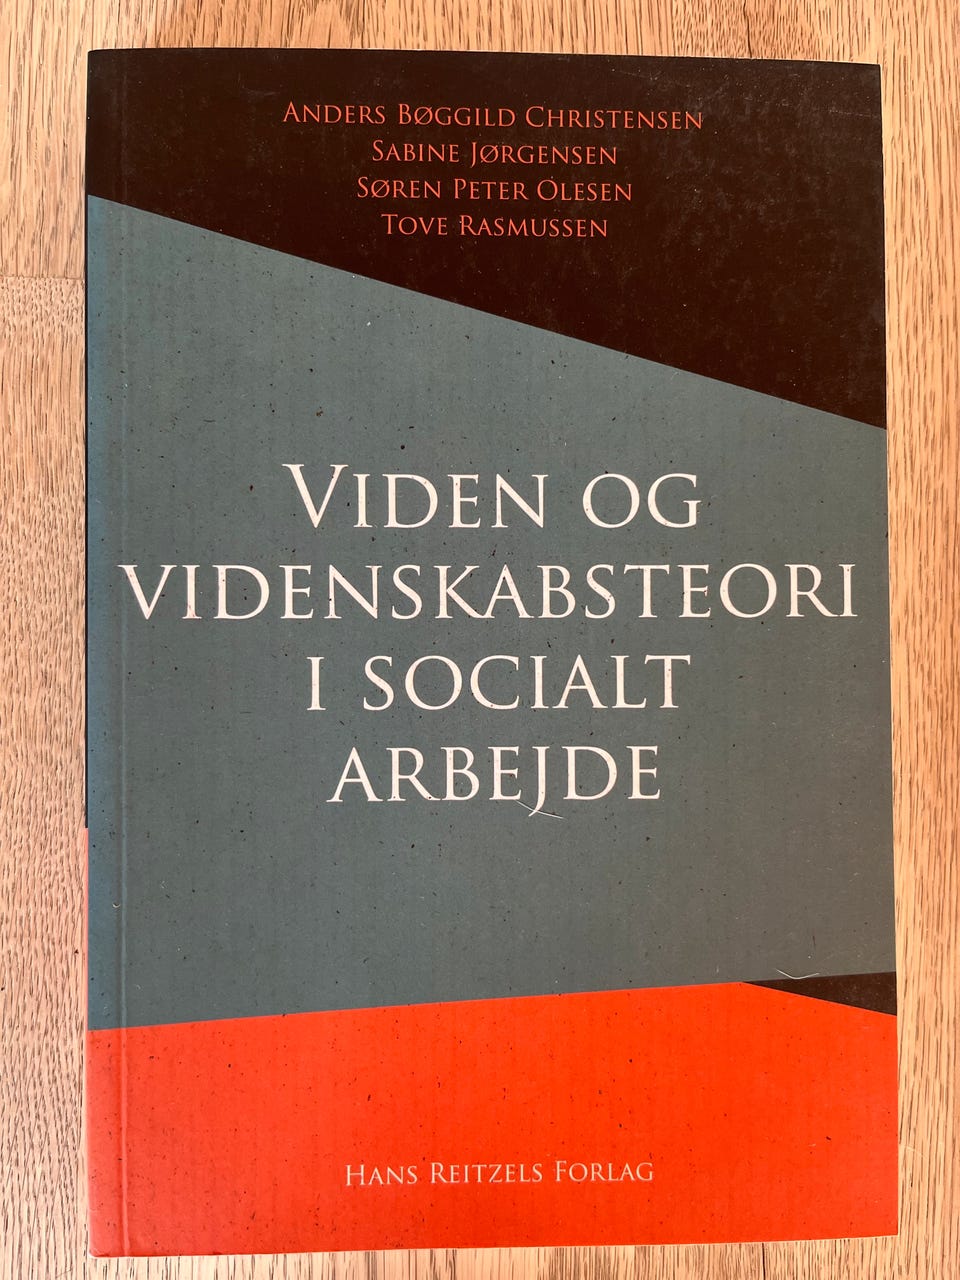 Anders Bøggild Christensen
Sabine Jørgensen
Søren Peter Olesen
Tove Rasmussen
Viden og
videnskabsteori
i socialt
arbejde
Hans Reitzels Forlag